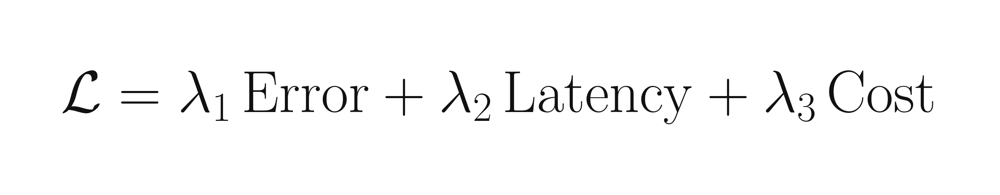 ℒ = λ₁ Error + λ₂ Latency + λ₃ Cost